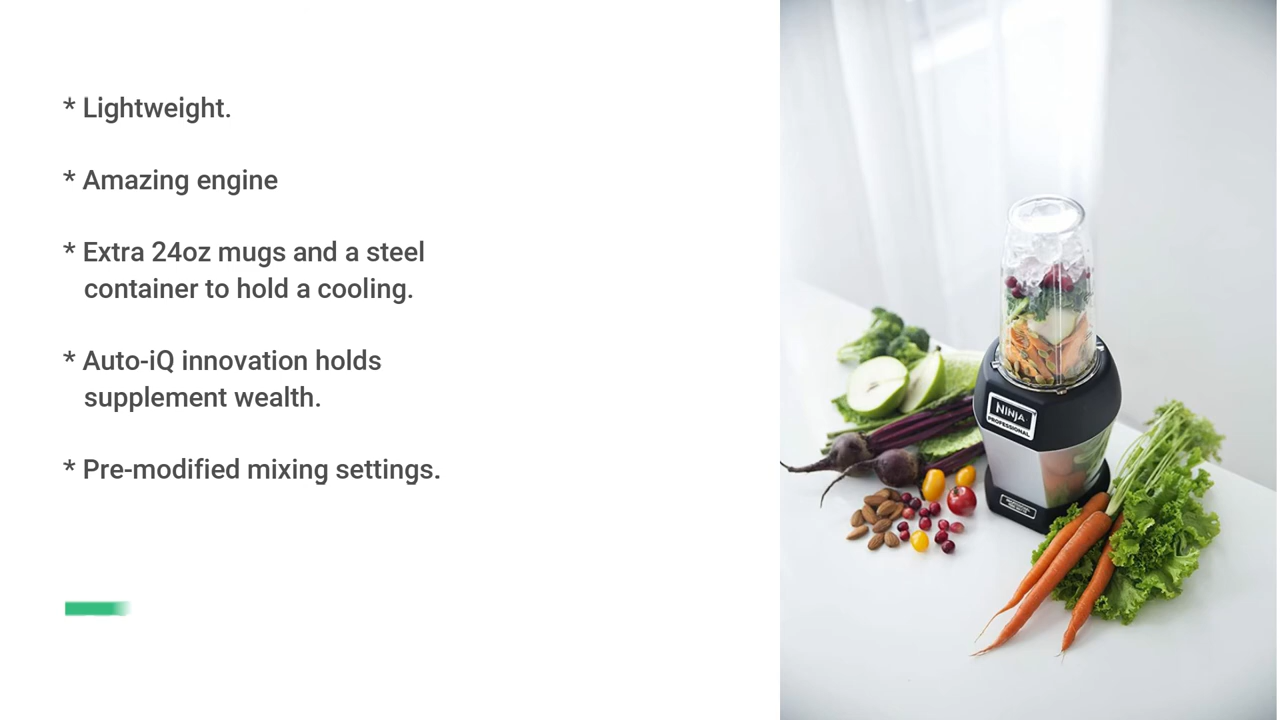 * Lightweight.
* Amazing engine
* Extra 24oz mugs and a steel
container to hold a cooling.
* Auto-iQ innovation holds
supplement wealth.
* Pre-modified mixing settings.
NINJA
PROFESSIONAL